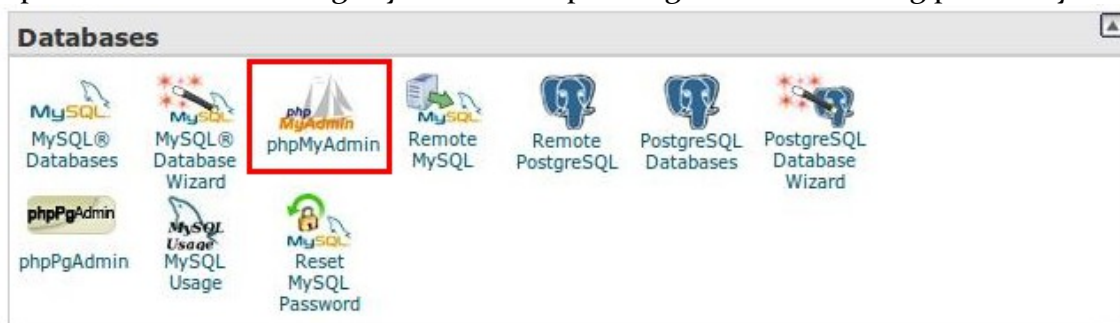 Databases
MySQL
MySQL®
Databases
MySQL
MySQL®
Database
Wizard
php
MyAdmin
phpMyAdmin
MySQL
Remote
MySQL
Remote
PostgreSQL
PostgreSQL
Databases
PostgreSQL
Database
Wizard
phpPgAdmin
phpPgAdmin
MySQL
Usage
MySQL
Usage
MySQL
Reset
MySQL
Password